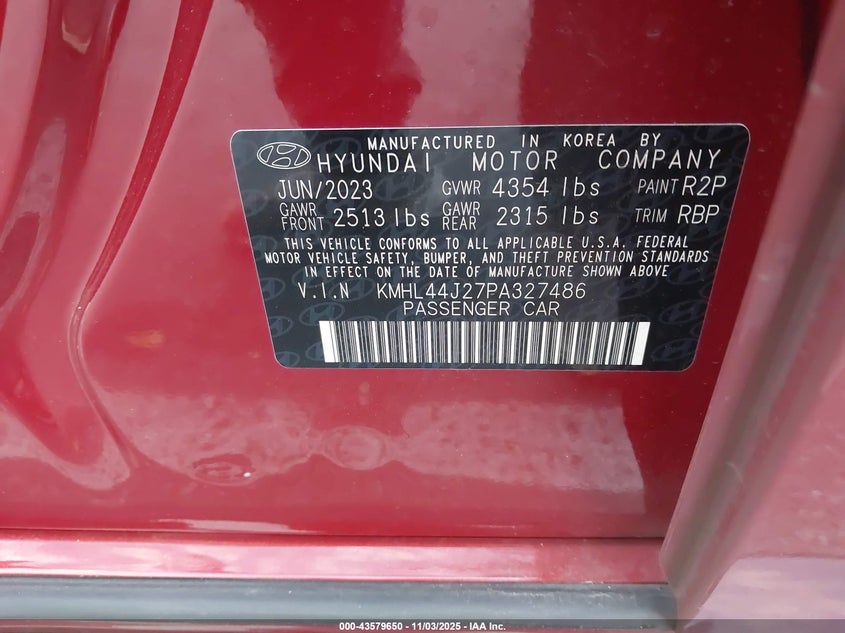 MANUFACTURED IN KOREA BY
HYUNDAI MOTOR COMPANY
JUN/2023 GVWR 4354 lbs PAINT R2P
GAWR FRONT 2513 lbs GAWR REAR 2315 lbs TRIM RBP
THIS VEHICLE CONFORMS TO ALL APPLICABLE U.S.A. FEDERAL
MOTOR VEHICLE SAFETY, BUMPER, AND THEFT PREVENTION STANDARDS
IN EFFECT ON THE DATE OF MANUFACTURE SHOWN ABOVE
V.I.N KMHL44J27PA327486
PASSENGER CAR
000-43579650 - 11/03/2025 - IAA Inc.